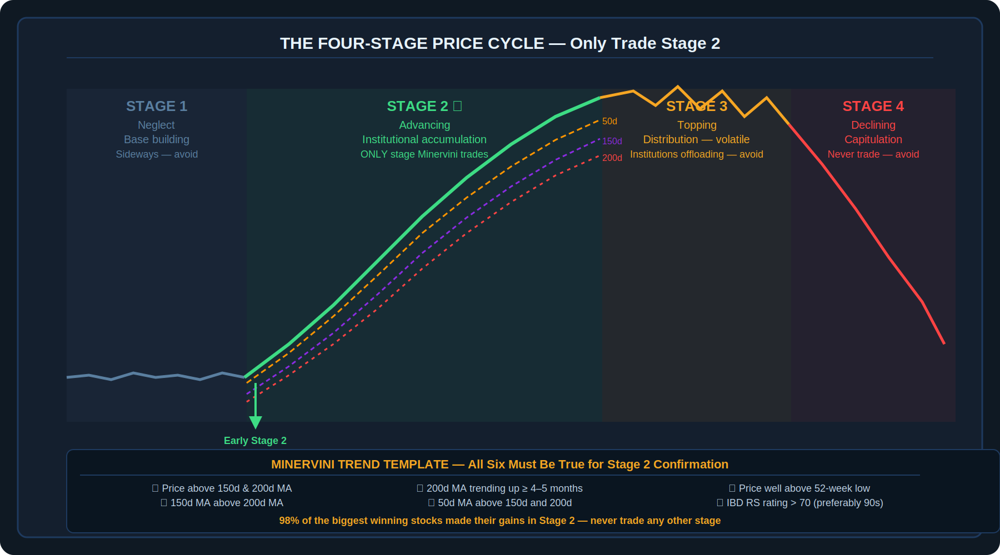 THE FOUR-STAGE PRICE CYCLE — Only Trade Stage 2
STAGE 1
Neglect
Base building
Sideways — avoid
STAGE 2 
Advancing
Institutional accumulation
ONLY stage Minervini trades
50d
150d
200d
STAGE 3
Topping
Distribution — volatile
Institutions offloading — avoid
STAGE 4
Declining
Capitulation
Never trade — avoid
Early Stage 2
MINERVINI TREND TEMPLATE — All Six Must Be True for Stage 2 Confirmation
Price above 150d & 200d MA
150d MA above 200d MA
200d MA trending up ≥ 4–5 months
50d MA above 150d and 200d
Price well above 52-week low
IBD RS rating > 70 (preferably 90s)
98% of the biggest winning stocks made their gains in Stage 2 — never trade any other stage